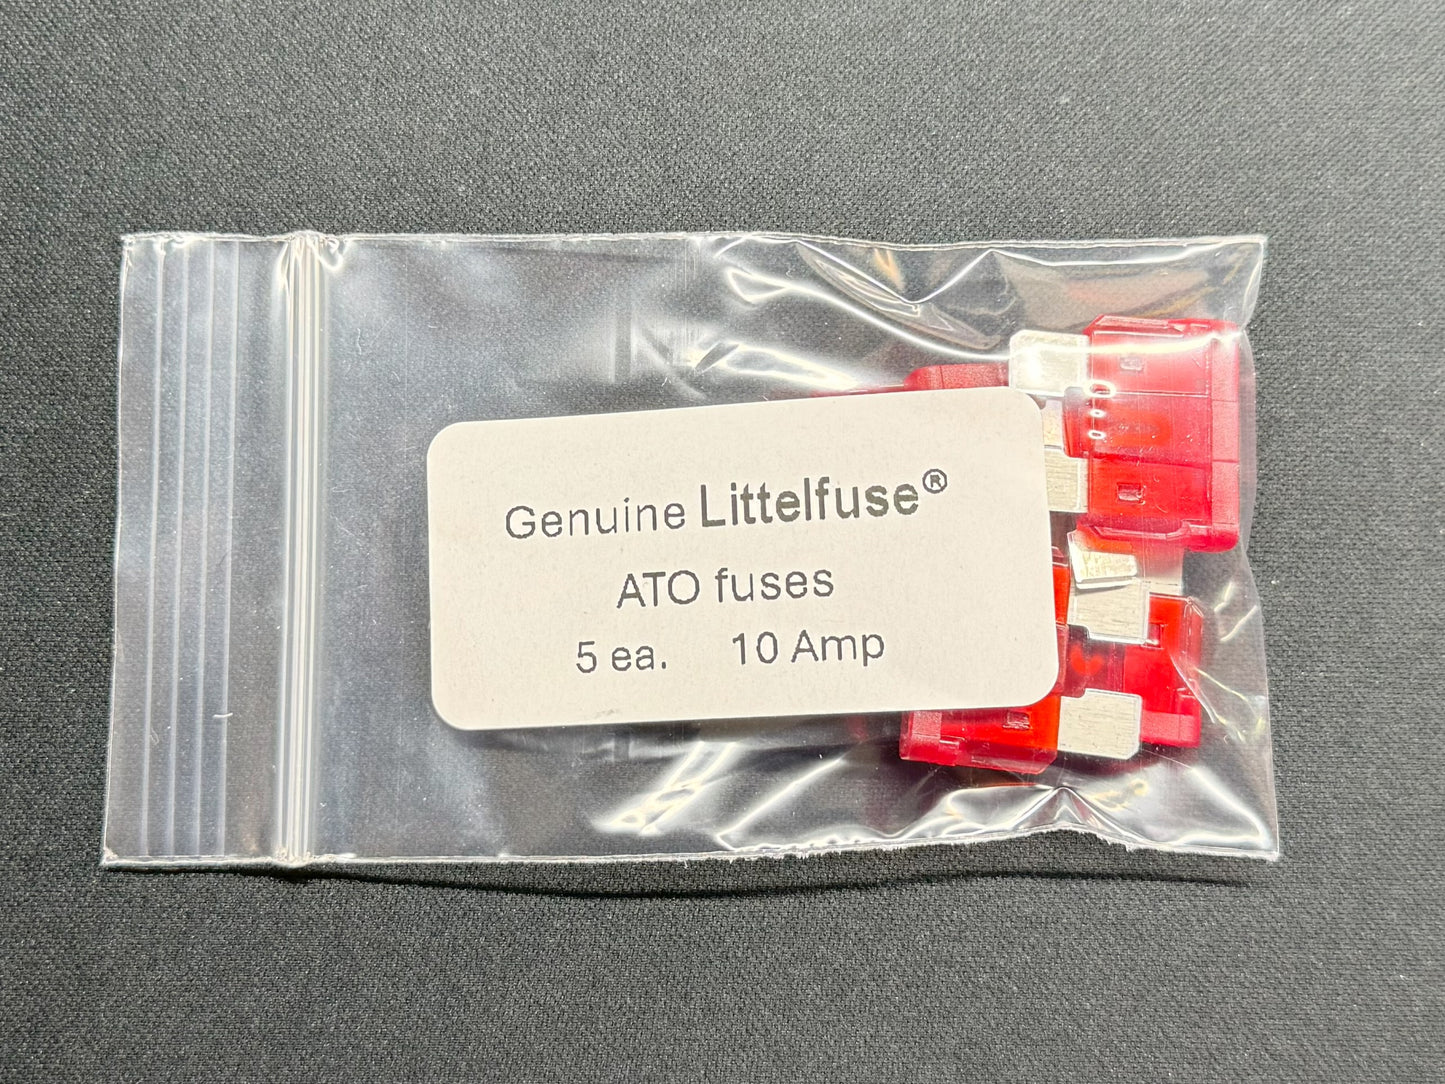 Genuine Littelfuse®
ATO fuses
5 ea. 10 Amp